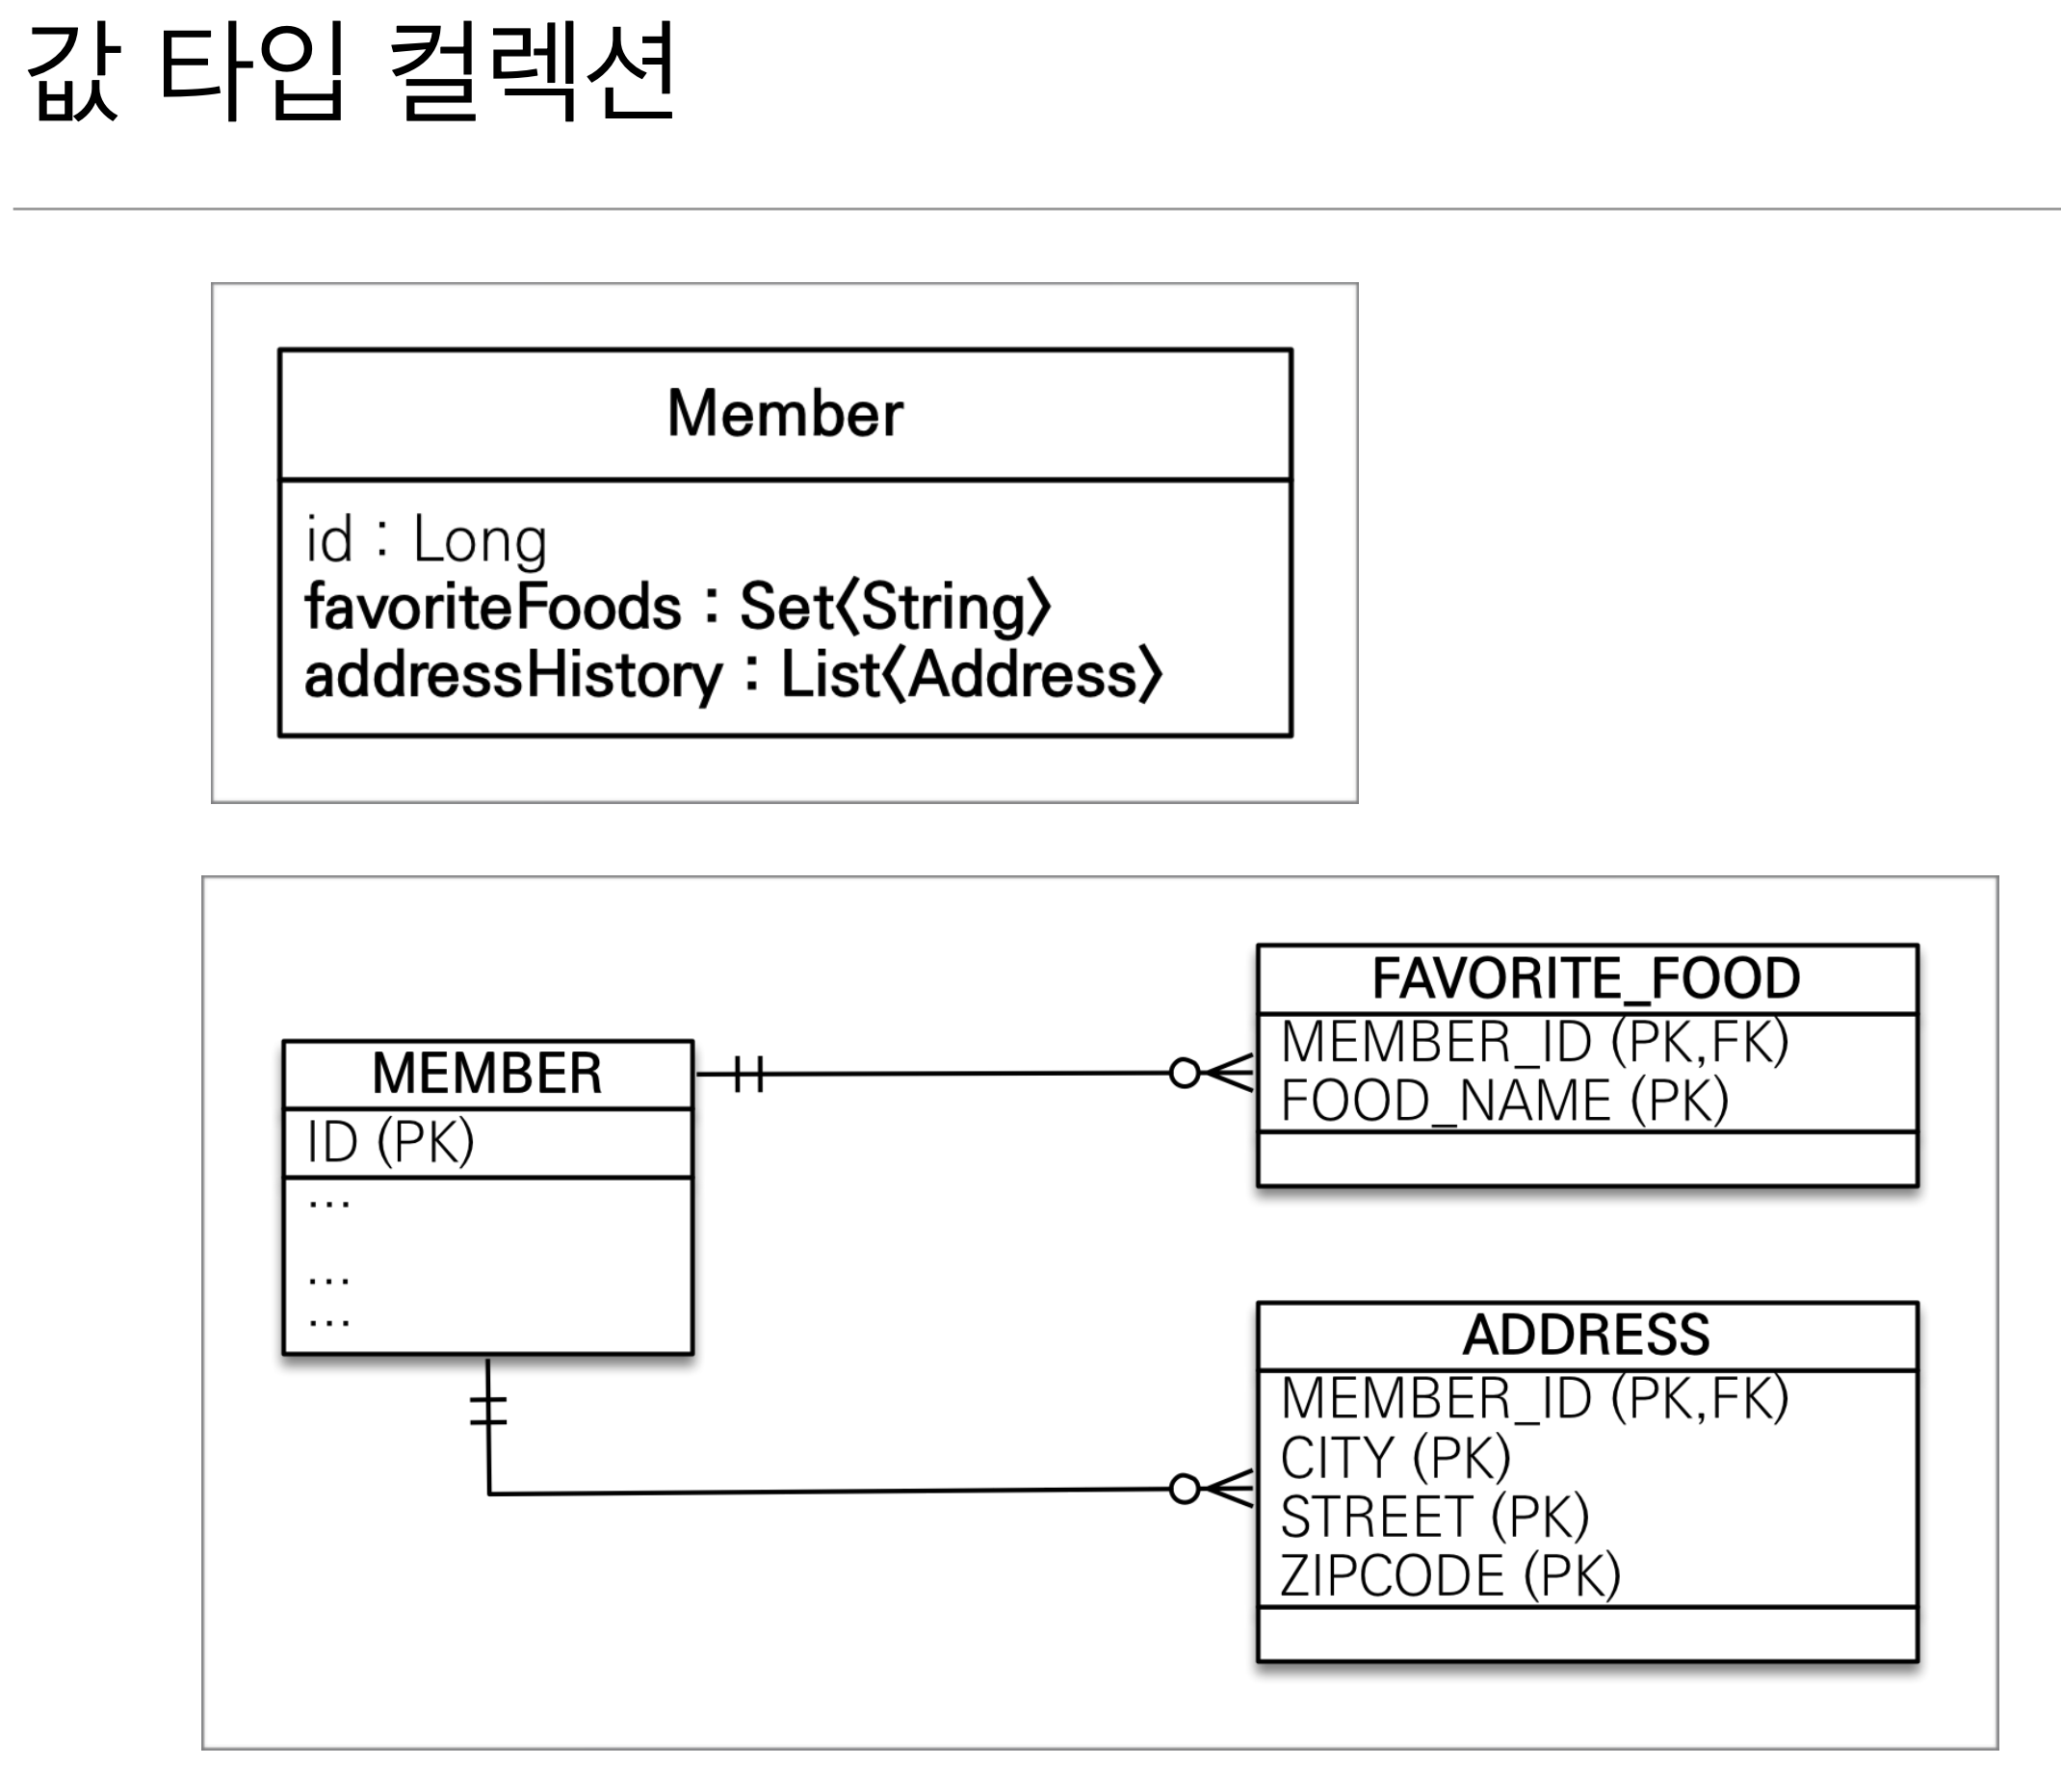 값 타입 컬렉션
Member
id : Long
favoriteFoods : Set〈String〉
addressHistory : List〈Address〉
MEMBER
ID (PK)
...
...
...
FAVORITE_FOOD
MEMBER_ID (PK,FK)
FOOD_NAME (PK)
ADDRESS
MEMBER_ID (PK,FK)
CITY (PK)
STREET (PK)
ZIPCODE (PK)